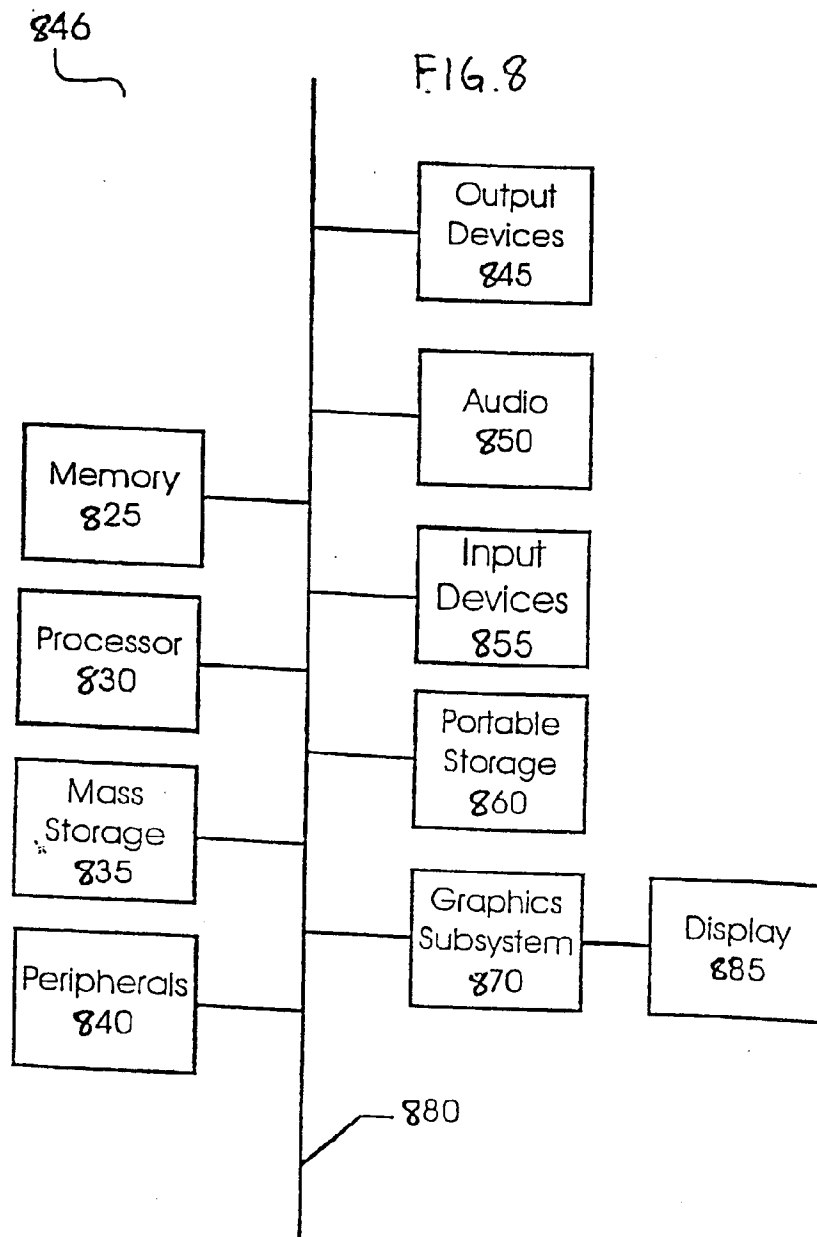 846
FIG.8
Output
Devices
845
Audio
850
Memory
825
Input
Devices
855
Processor
830
Portable
Storage
860
Mass
Storage
835
Graphics
Subsystem
870
Display
885
Peripherals
840
880